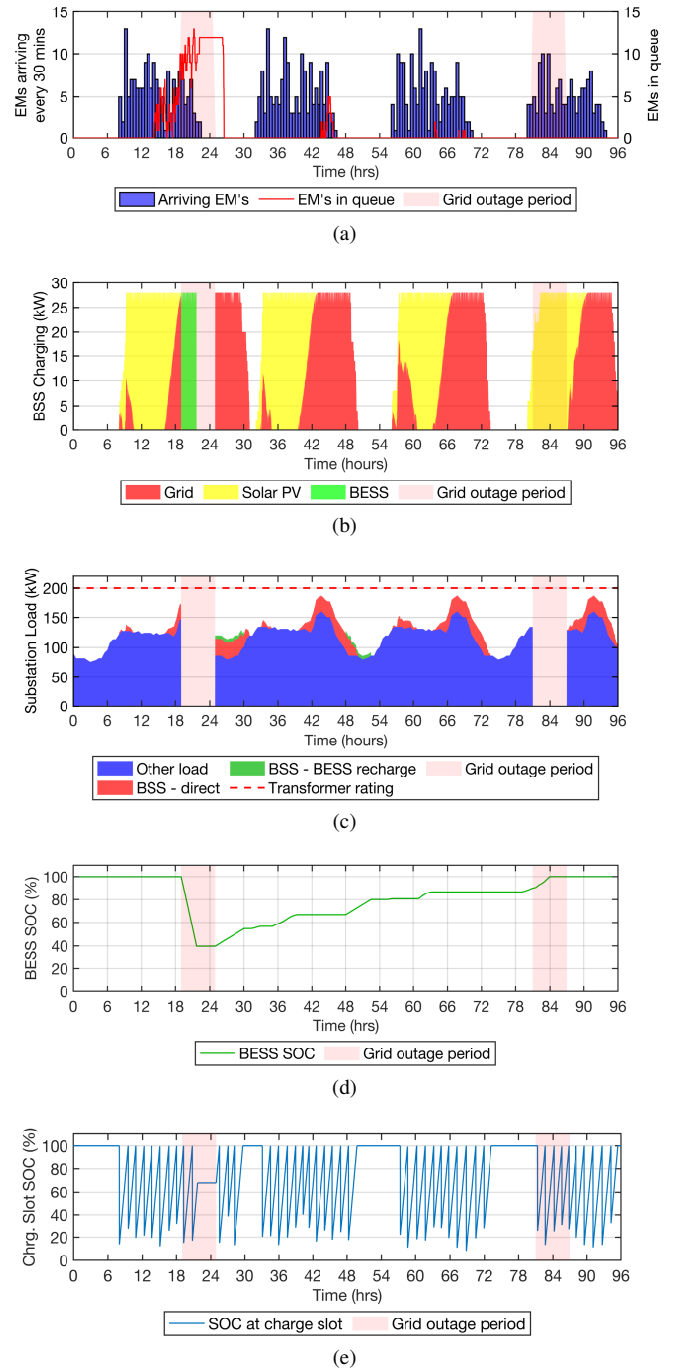 15
10
5
0
EMs arriving
every 30 mins
15
10
5
0
EMs in queue
0 6 12 18 24 30 36 42 48 54 60 66 72 78 84 90 96
Time (hrs)
Arriving EM's EM's in queue Grid outage period
(a)
30
25
20
15
10
5
0
BSS Charging (kW)
0 6 12 18 24 30 36 42 48 54 60 66 72 78 84 90 96
Time (hours)
Grid Solar PV BESS Grid outage period
(b)
200
150
100
50
0
Substation Load (kW)
0 6 12 18 24 30 36 42 48 54 60 66 72 78 84 90 96
Time (hours)
Other load BSS - BESS recharge Grid outage period
BSS - direct Transformer rating
(c)
100
80
60
40
20
0
BESS SOC (%)
0 6 12 18 24 30 36 42 48 54 60 66 72 78 84 90 96
Time (hrs)
BESS SOC Grid outage period
(d)
100
80
60
40
20
0
Chrg. Slot SOC (%)
0 6 12 18 24 30 36 42 48 54 60 66 72 78 84 90 96
Time (hrs)
SOC at charge slot Grid outage period
(e)